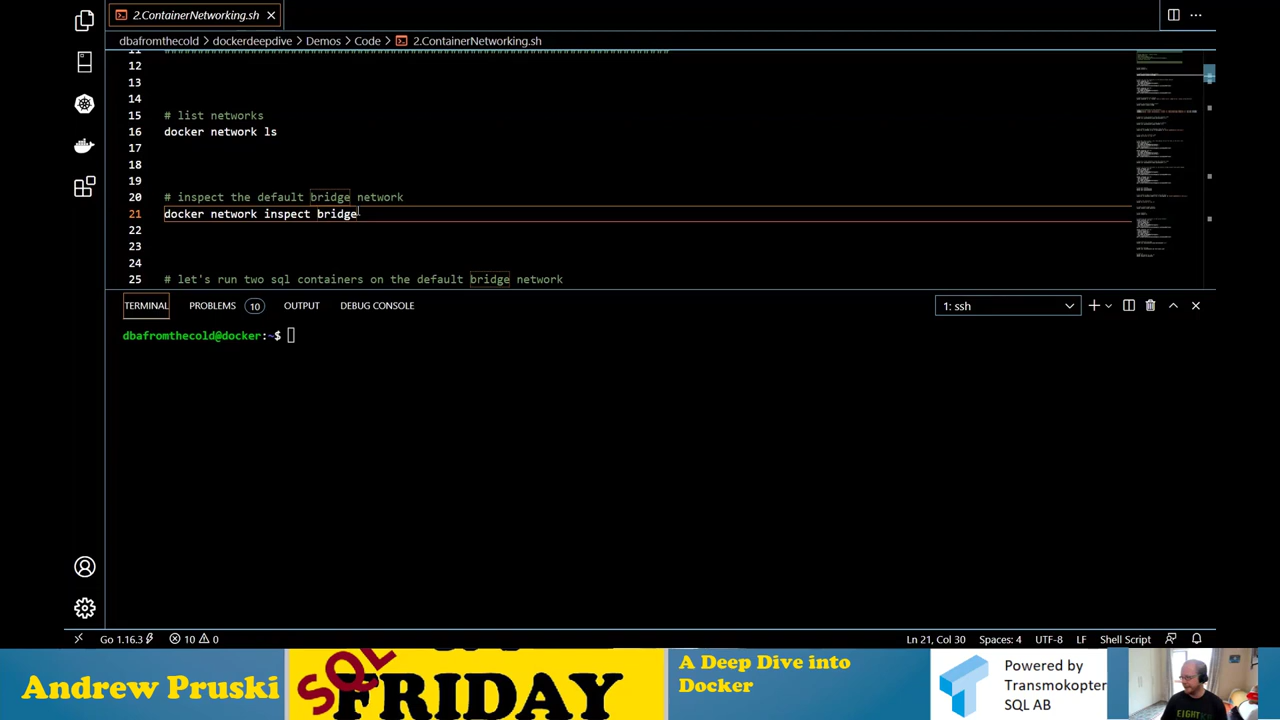 2.ContainerNetworking.sh
dbafromthecold > dockerdeepdive > Demos > Code > 2.ContainerNetworking.sh
12
13
14
15 # list networks
16 docker network ls
17
18
19
20 # inspect the default bridge network
21 docker network inspect bridge
22
23
24
25 # let's run two sql containers on the default bridge network
TERMINAL PROBLEMS 10 OUTPUT DEBUG CONSOLE 1: ssh
dbafromthecold@docker:~$
Go 1.16.3 10 0 Ln 21, Col 30 Spaces: 4 UTF-8 LF Shell Script
Andrew Pruski
SQL
FRIDAY
A Deep Dive into
Docker
Powered by
Transmokopter
SQL AB